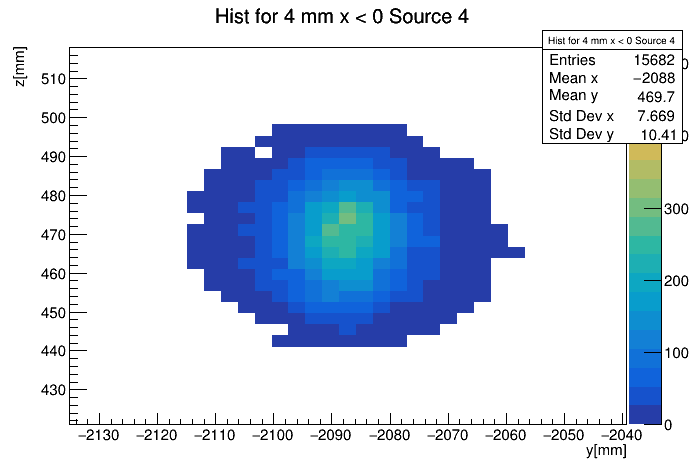 Hist for 4 mm x < 0 Source 4
Hist for 4 mm x < 0 Source 4
Entries 15682
Mean x −2088
Mean y 469.7
Std Dev x 7.669
Std Dev y 10.41
z[mm]
510
500
490
480
470
460
450
440
430
−2130 −2120 −2110 −2100 −2090 −2080 −2070 −2060 −2050 −2040
y[mm]
300
200
100
0